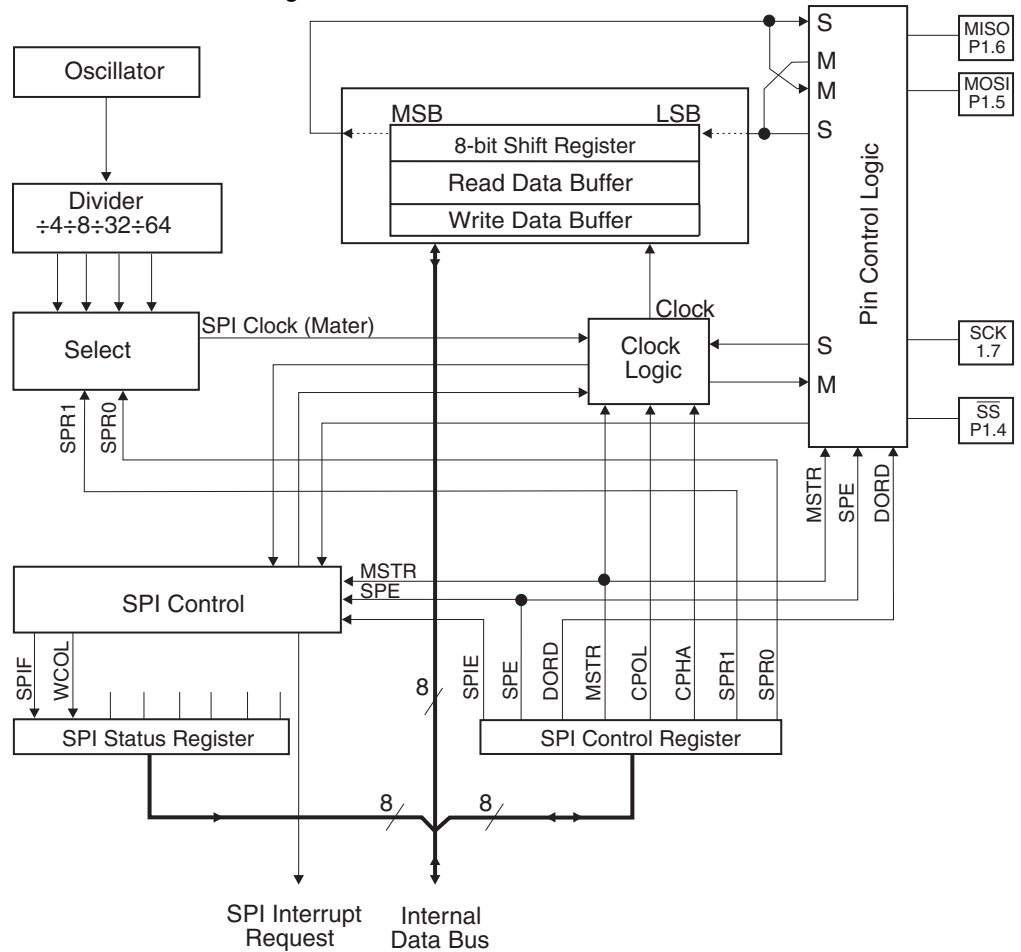 S
MISO
P1.6
Oscillator
M
MOSI
P1.5
M
MSB
LSB
S
8-bit Shift Register
Read Data Buffer
Write Data Buffer
Divider
÷4÷8÷32÷64
Pin Control Logic
SPI Clock (Mater)
Clock
Select
Clock
Logic
S
M
SCK
1.7
SS
P1.4
SPR1
SPR0
MSTR
SPE
DORD
MSTR
SPE
SPI Control
SPIF
WCOL
8
SPIE
SPE
DORD
MSTR
CPOL
CPHA
SPR1
SPR0
SPI Status Register
SPI Control Register
8
8
SPI Interrupt
Request
Internal
Data Bus